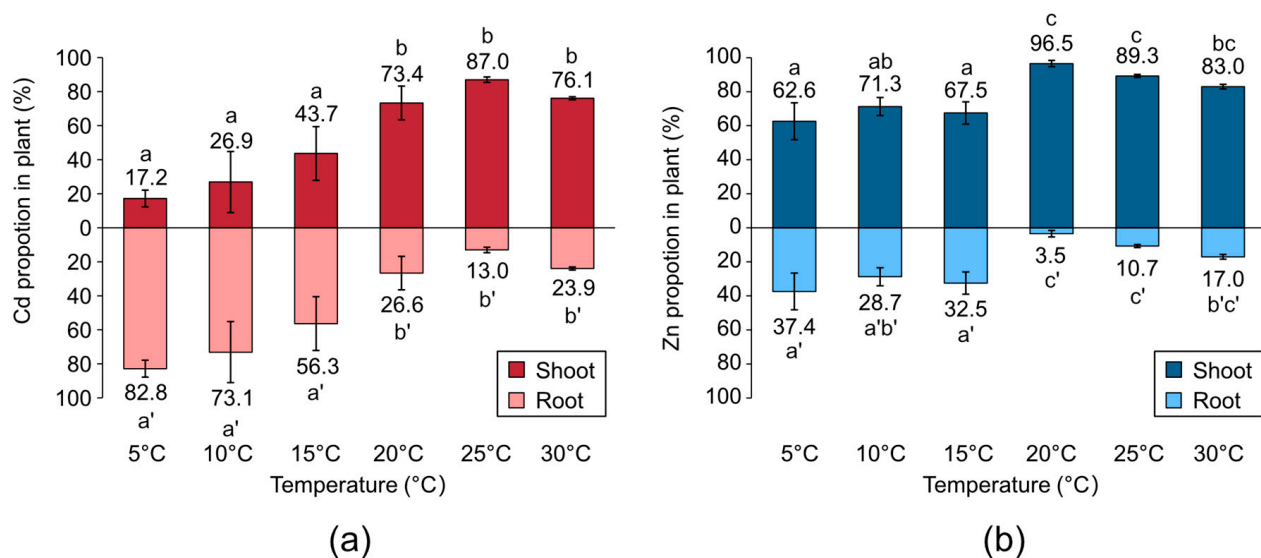 Cd propotion in plant (%)
100
80
60
40
20
0
20
40
60
80
100
a
17.2
a
26.9
a
43.7
b
73.4
b
87.0
b
76.1
82.8
a'
73.1
a'
56.3
a'
26.6
b'
13.0
b'
23.9
b'
Shoot
Root
5°C 10°C 15°C 20°C 25°C 30°C
Temperature (°C)
(a)
Zn propotion in plant (%)
100
80
60
40
20
0
20
40
60
80
100
a
62.6
ab
71.3
a
67.5
c
96.5
c
89.3
bc
83.0
37.4
a'
28.7
a'b'
32.5
a'
3.5
c'
10.7
c'
17.0
b'c'
Shoot
Root
5°C 10°C 15°C 20°C 25°C 30°C
Temperature (°C)
(b)